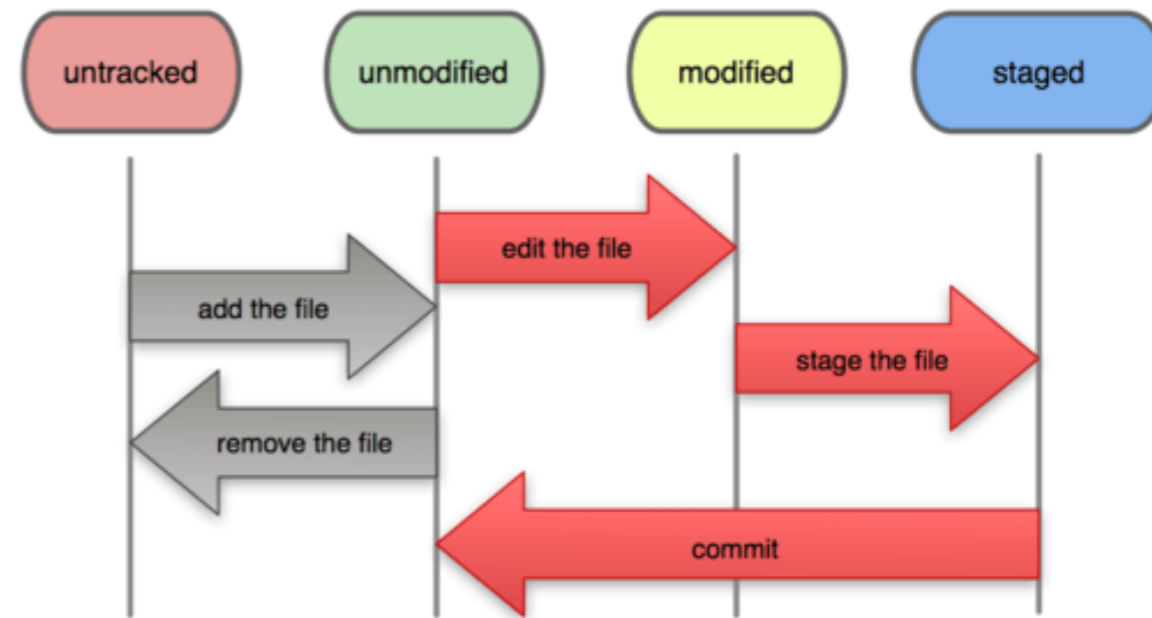 untracked
unmodified
modified
staged
edit the file
add the file
stage the file
remove the file
commit